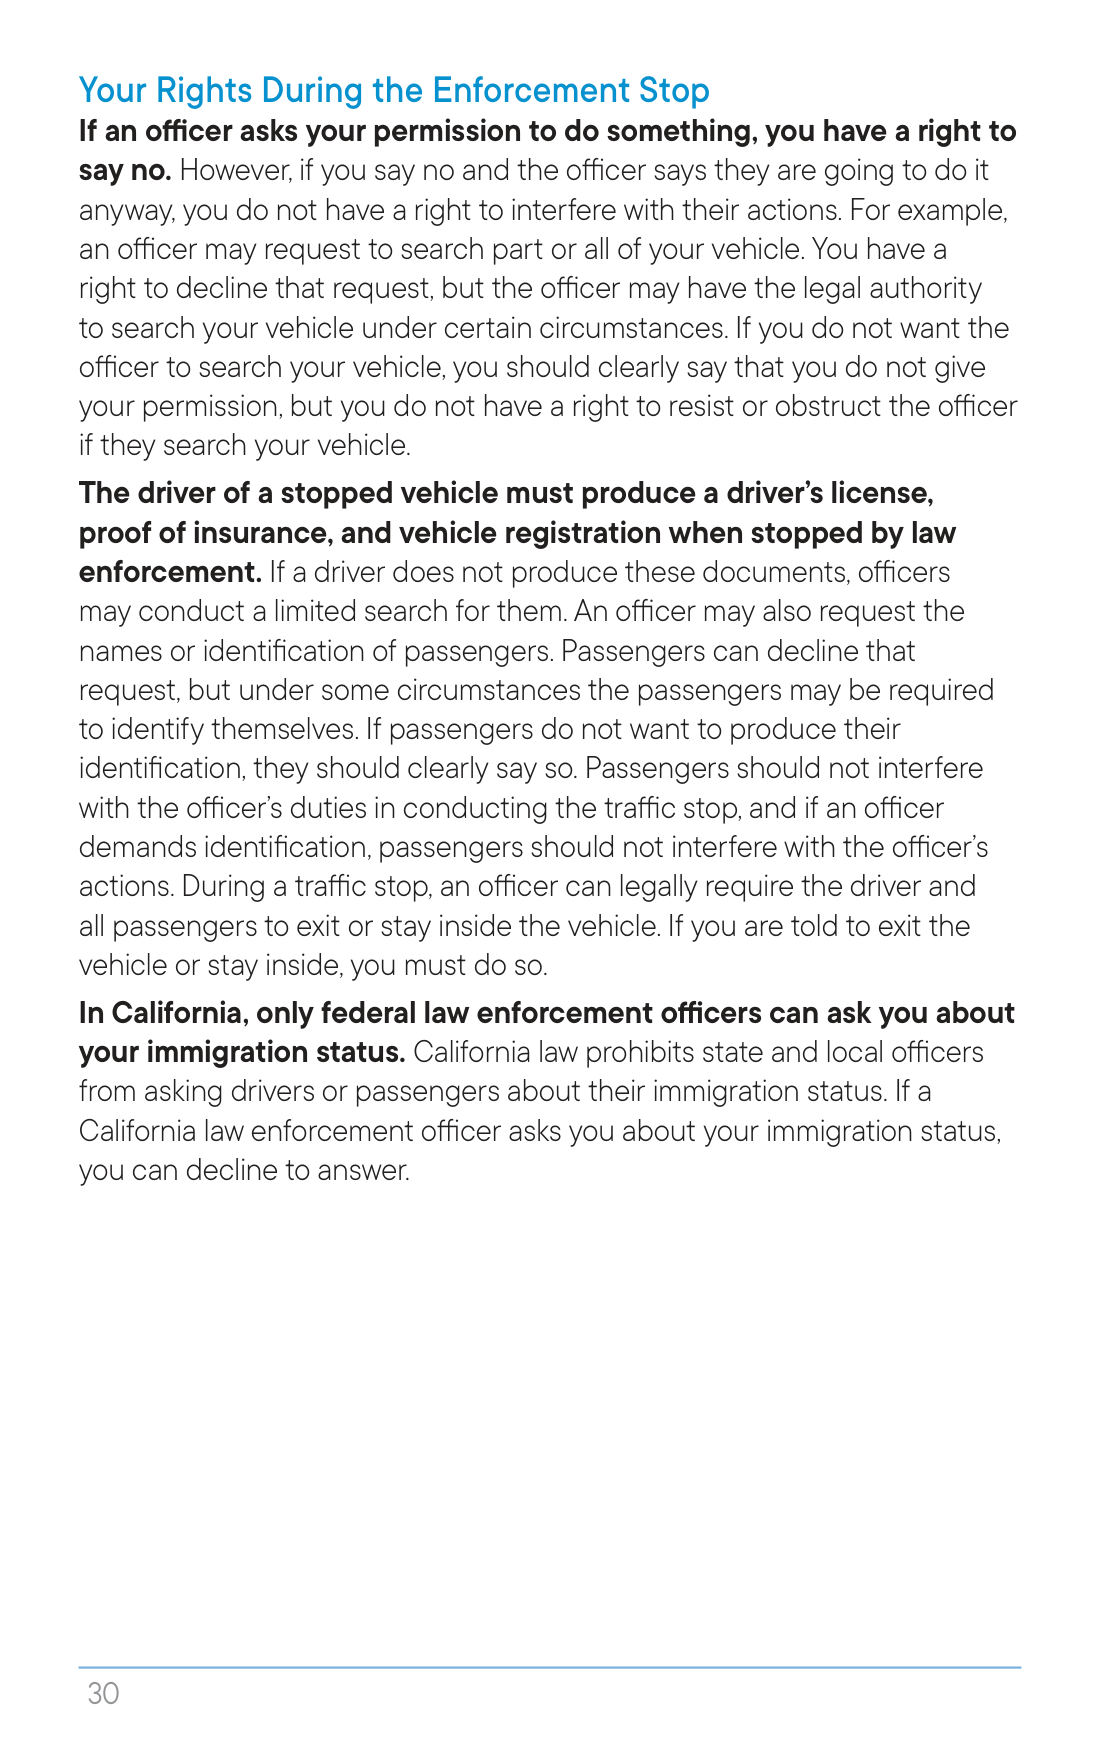 Your Rights During the Enforcement Stop
If an officer asks your permission to do something, you have a right to
say no. However, if you say no and the officer says they are going to do it
anyway, you do not have a right to interfere with their actions. For example,
an officer may request to search part or all of your vehicle. You have a
right to decline that request, but the officer may have the legal authority
to search your vehicle under certain circumstances. If you do not want the
officer to search your vehicle, you should clearly say that you do not give
your permission, but you do not have a right to resist or obstruct the officer
if they search your vehicle.
The driver of a stopped vehicle must produce a driver’s license,
proof of insurance, and vehicle registration when stopped by law
enforcement. If a driver does not produce these documents, officers
may conduct a limited search for them. An officer may also request the
names or identification of passengers. Passengers can decline that
request, but under some circumstances the passengers may be required
to identify themselves. If passengers do not want to produce their
identification, they should clearly say so. Passengers should not interfere
with the officer’s duties in conducting the traffic stop, and if an officer
demands identification, passengers should not interfere with the officer’s
actions. During a traffic stop, an officer can legally require the driver and
all passengers to exit or stay inside the vehicle. If you are told to exit the
vehicle or stay inside, you must do so.
In California, only federal law enforcement officers can ask you about
your immigration status. California law prohibits state and local officers
from asking drivers or passengers about their immigration status. If a
California law enforcement officer asks you about your immigration status,
you can decline to answer.
30